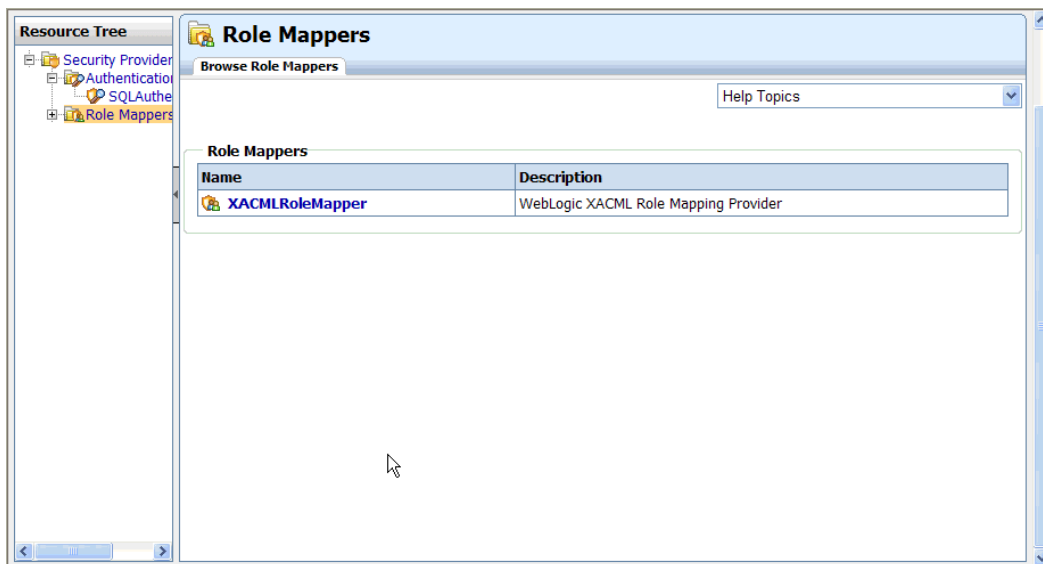 Resource Tree
Security Provider
Authentication
SQLAuthe
Role Mappers
Role Mappers
Browse Role Mappers
Help Topics
Role Mappers
Name Description
XACMLRoleMapper WebLogic XACML Role Mapping Provider